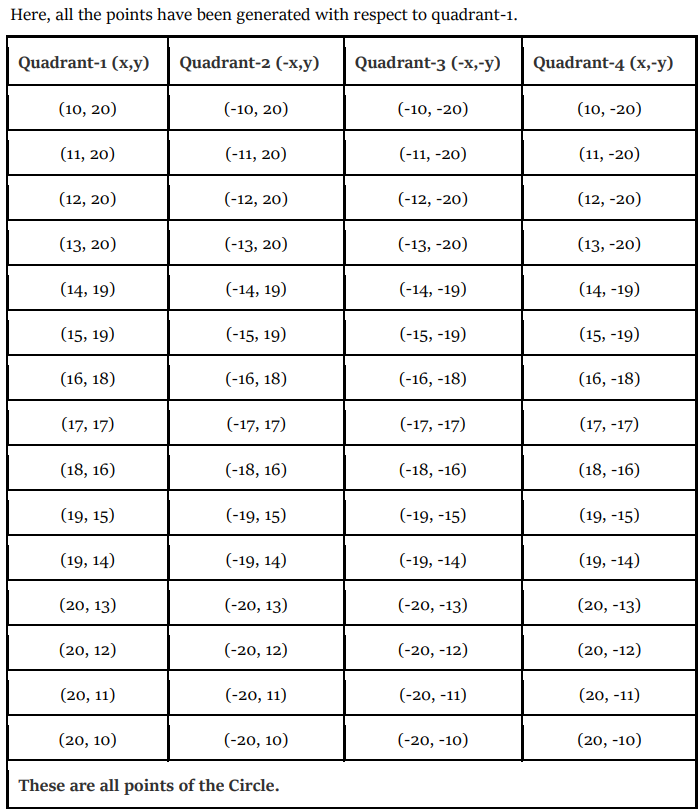 Here, all the points have been generated with respect to quadrant-1.
Quadrant-1 (x,y) Quadrant-2 (-x,y) Quadrant-3 (-x,-y) Quadrant-4 (x,-y)
(10, 20) (-10, 20) (-10, -20) (10, -20)
(11, 20) (-11, 20) (-11, -20) (11, -20)
(12, 20) (-12, 20) (-12, -20) (12, -20)
(13, 20) (-13, 20) (-13, -20) (13, -20)
(14, 19) (-14, 19) (-14, -19) (14, -19)
(15, 19) (-15, 19) (-15, -19) (15, -19)
(16, 18) (-16, 18) (-16, -18) (16, -18)
(17, 17) (-17, 17) (-17, -17) (17, -17)
(18, 16) (-18, 16) (-18, -16) (18, -16)
(19, 15) (-19, 15) (-19, -15) (19, -15)
(19, 14) (-19, 14) (-19, -14) (19, -14)
(20, 13) (-20, 13) (-20, -13) (20, -13)
(20, 12) (-20, 12) (-20, -12) (20, -12)
(20, 11) (-20, 11) (-20, -11) (20, -11)
(20, 10) (-20, 10) (-20, -10) (20, -10)
These are all points of the Circle.